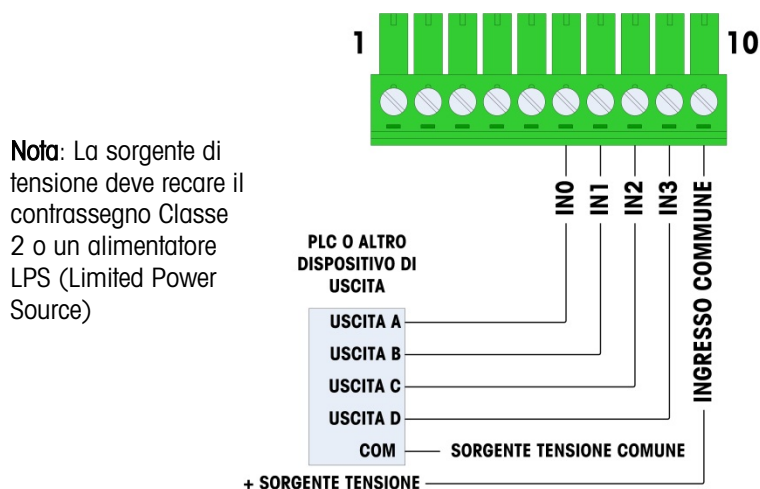 1
10
Nota: La sorgente di
tensione deve recare il
contrassegno Classe
2 o un alimentatore
LPS (Limited Power
Source)
IN0
IN1
IN2
IN3
INGRESSO COMMUNE
PLC O ALTRO
DISPOSITIVO DI
USCITA
USCITA A
USCITA B
USCITA C
USCITA D
COM
SORGENTE TENSIONE COMUNE
+ SORGENTE TENSIONE